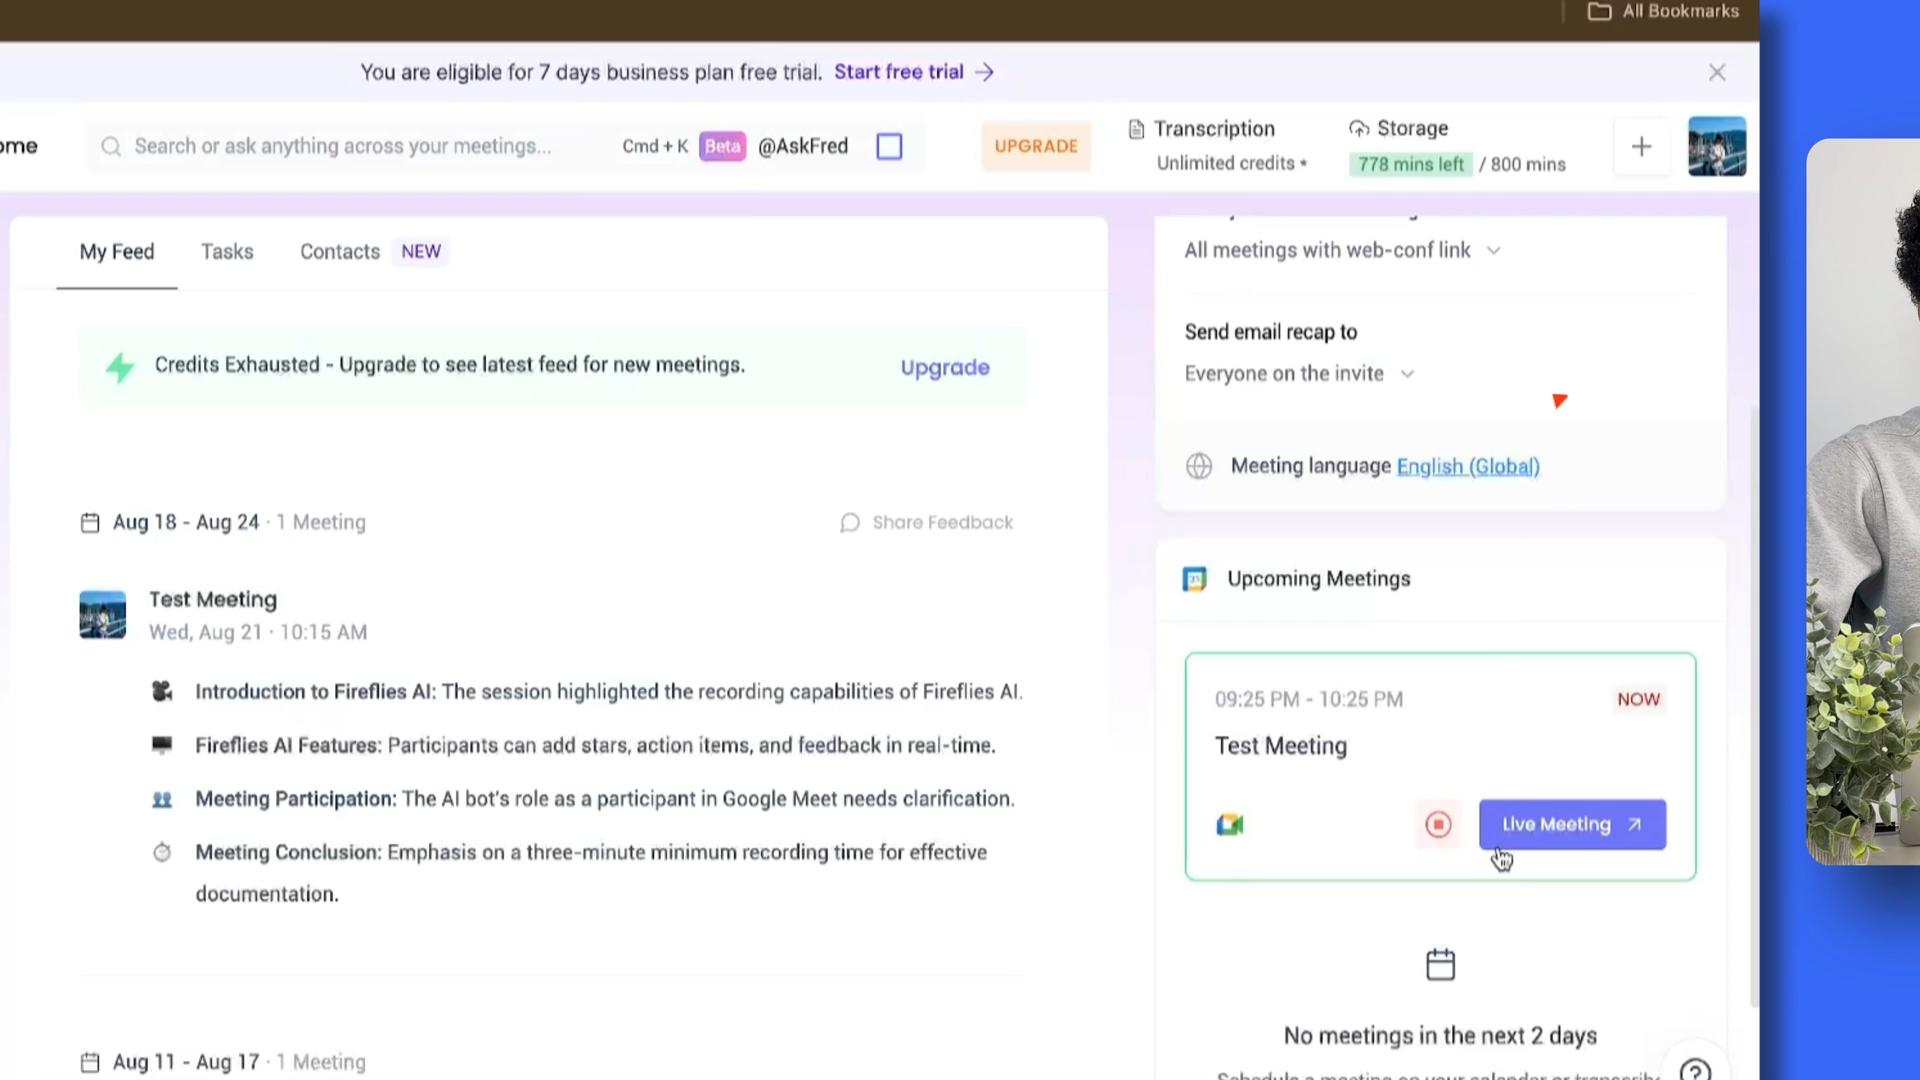 All Bookmarks
You are eligible for 7 days business plan free trial. Start free trial →
ome
Search or ask anything across your meetings... Cmd + K Beta @AskFred
UPGRADE
Transcription
Unlimited credits *
Storage
778 mins left / 800 mins
My Feed Tasks Contacts NEW
Credits Exhausted - Upgrade to see latest feed for new meetings. Upgrade
Aug 18 - Aug 24 · 1 Meeting
Share Feedback
Test Meeting
Wed, Aug 21 · 10:15 AM
Introduction to Fireflies AI: The session highlighted the recording capabilities of Fireflies AI.
Fireflies AI Features: Participants can add stars, action items, and feedback in real-time.
Meeting Participation: The AI bot's role as a participant in Google Meet needs clarification.
Meeting Conclusion: Emphasis on a three-minute minimum recording time for effective
documentation.
Aug 11 - Aug 17 · 1 Meeting
All meetings with web-conf link
Send email recap to
Everyone on the invite
Meeting language English (Global)
31
Upcoming Meetings
09:25 PM - 10:25 PM NOW
Test Meeting
Live Meeting
No meetings in the next 2 days
Schedule a meeting on your calendar or